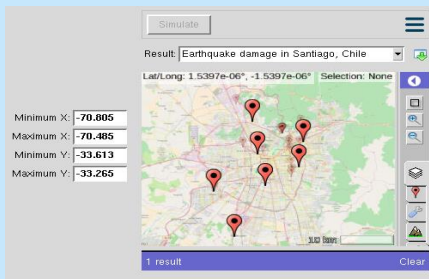 Simulate
Result: Earthquake damage in Santiago, Chile
Lat/Long: 1.5397e-06°, -1.5397e-06° Selection: None
Minimum X: -70.805
Maximum X: -70.485
Minimum Y: -33.613
Maximum Y: -33.265
1 result
Clear